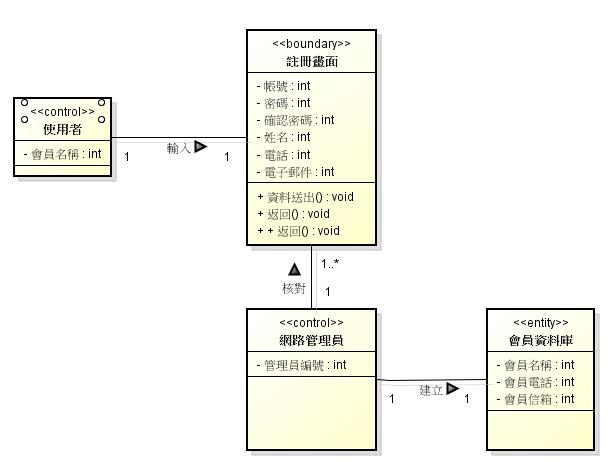 <<boundary>>
註冊畫面
- 帳號 : int
- 密碼 : int
- 確認密碼 : int
- 姓名 : int
- 電話 : int
- 電子郵件 : int
+ 資料送出() : void
+ 返回() : void
+ + 返回() : void
<<control>>
使用者
- 會員名稱 : int
1
輸入
1
1..*
核對
1
<<control>>
網路管理員
- 管理員編號 : int
1
建立
1
<<entity>>
會員資料庫
- 會員名稱 : int
- 會員電話 : int
- 會員信箱 : int